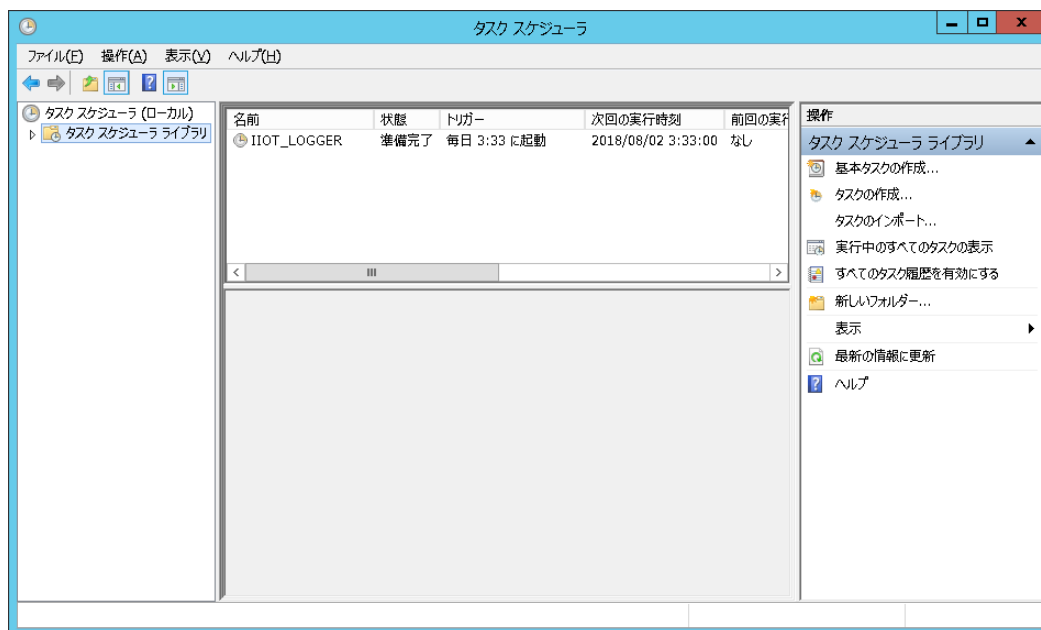 タスク スケジューラ
ファイル(F) 操作(A) 表示(V) ヘルプ(H)
タスク スケジューラ (ローカル)
タスク スケジューラ ライブラリ
名前 状態 トリガー 次回の実行時刻 前回の実行
IIOT_LOGGER 準備完了 毎日 3:33 に起動 2018/08/02 3:33:00 なし
操作
タスク スケジューラ ライブラリ
基本タスクの作成...
タスクの作成...
タスクのインポート...
実行中のすべてのタスクの表示
すべてのタスク履歴を有効にする
新しいフォルダー...
表示
最新の情報に更新
ヘルプ